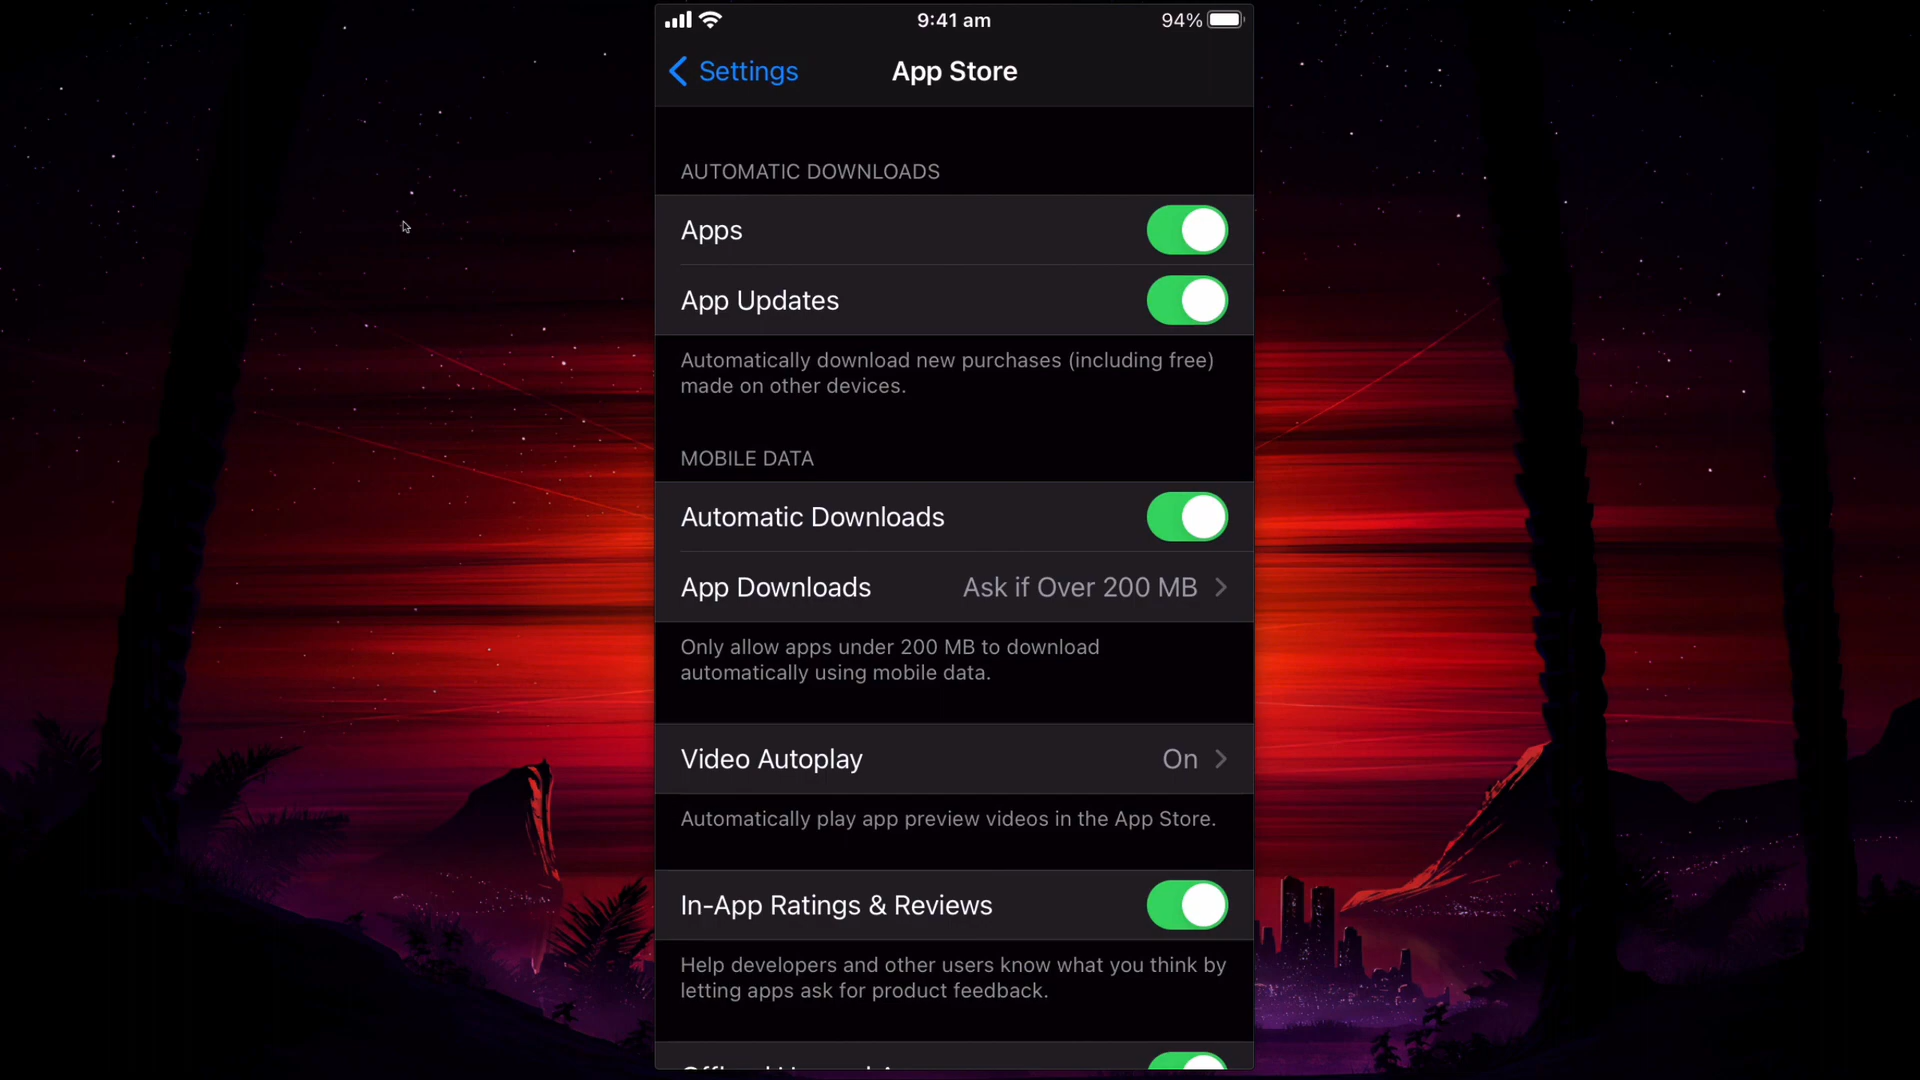 9:41 am
94%
Settings
App Store
AUTOMATIC DOWNLOADS
Apps
App Updates
Automatically download new purchases (including free)
made on other devices.
MOBILE DATA
Automatic Downloads
App Downloads Ask if Over 200 MB
Only allow apps under 200 MB to download
automatically using mobile data.
Video Autoplay On
Automatically play app preview videos in the App Store.
In-App Ratings & Reviews
Help developers and other users know what you think by
letting apps ask for product feedback.